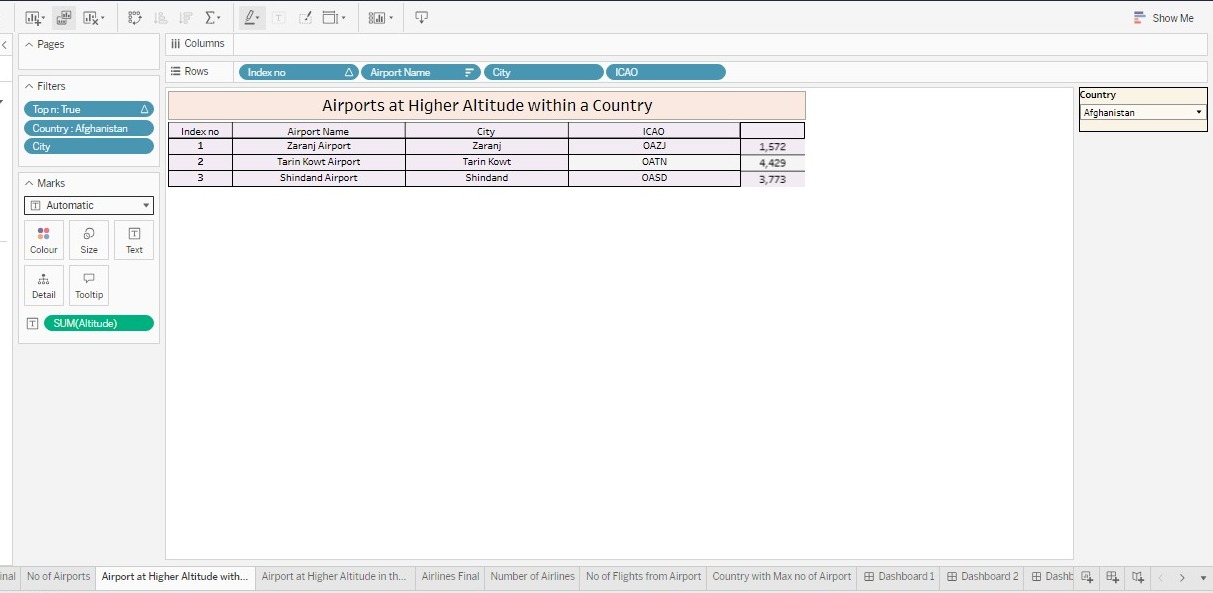 Show Me
Pages
Columns
Rows
Index no
Airport Name
City
ICAO
Filters
Top n: True
Country : Afghanistan
City
Marks
Automatic
Colour
Size
Text
Detail
Tooltip
SUM(Altitude)
Airports at Higher Altitude within a Country
Index no Airport Name City ICAO
1 Zaranj Airport Zaranj OAZJ 1,572
2 Tarin Kowt Airport Tarin Kowt OATN 4,429
3 Shindand Airport Shindand OASD 3,773
Country
Afghanistan
inal No of Airports Airport at Higher Altitude with... Airport at Higher Altitude in th... Airlines Final Number of Airlines No of Flights from Airport Country with Max no of Airport Dashboard 1 Dashboard 2 Dashb